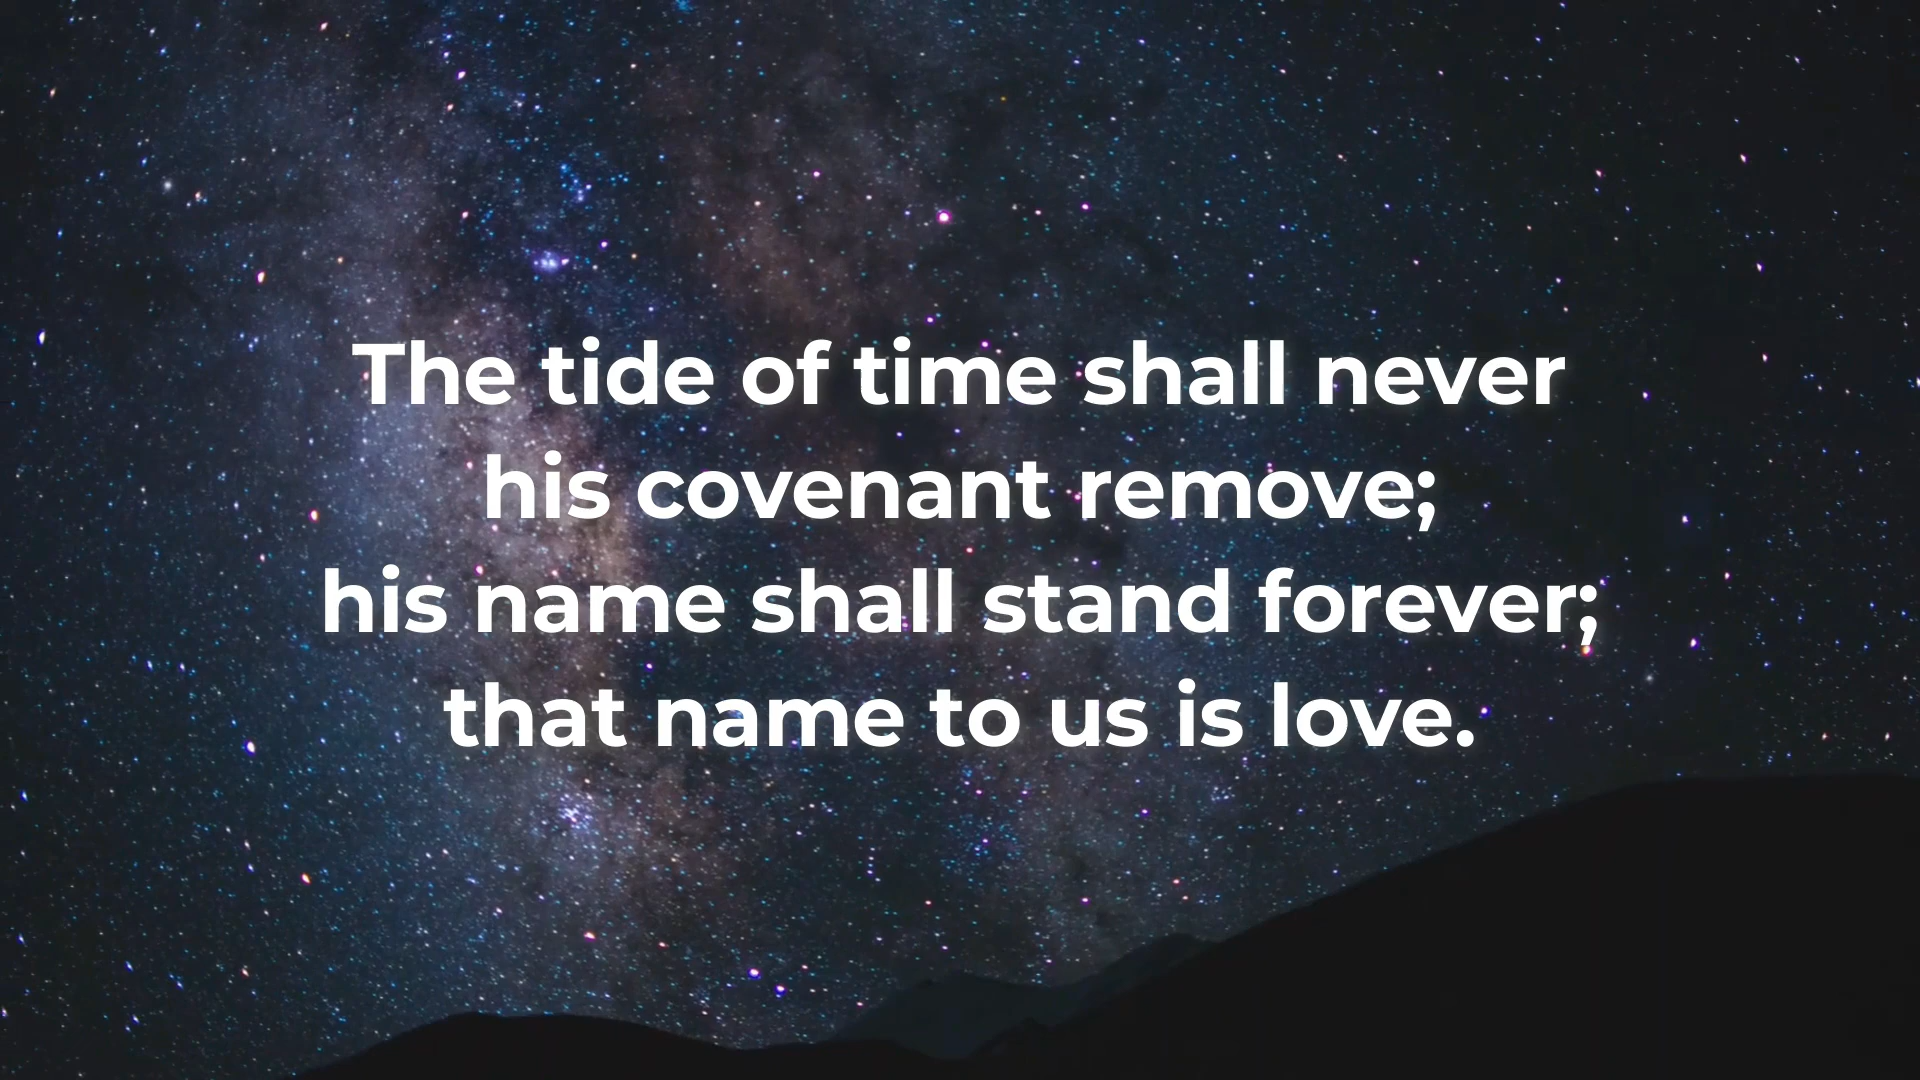 The tide of time shall never
his covenant remove;
his name shall stand forever;
that name to us is love.